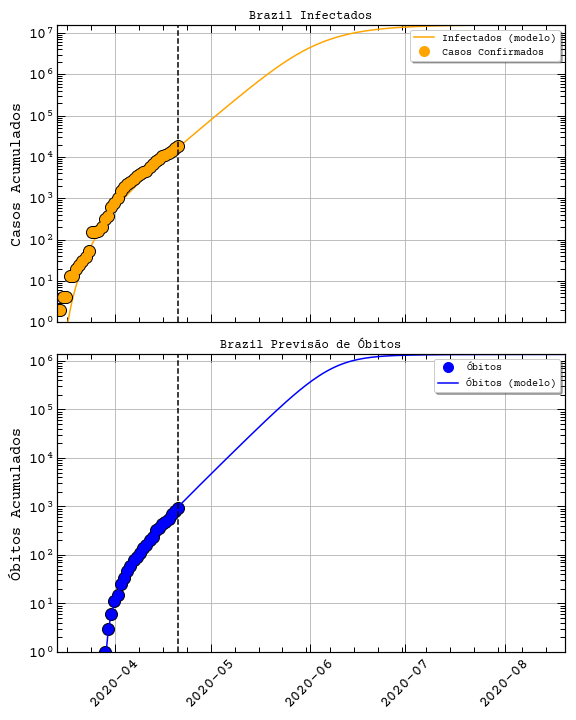 Brazil Infectados
Casos Acumulados
10^7
10^6
10^5
10^4
10^3
10^2
10^1
10^0
Infectados (modelo)
Casos Confirmados
Brazil Previsão de Óbitos
Óbitos Acumulados
10^6
10^5
10^4
10^3
10^2
10^1
10^0
Óbitos
Óbitos (modelo)
2020-04
2020-05
2020-06
2020-07
2020-08